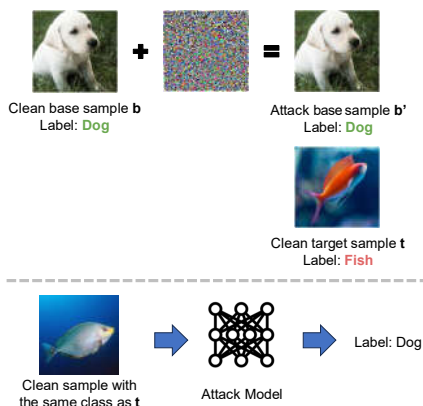 Clean base sample b
Label: Dog
Attack base sample b'
Label: Dog
Clean target sample t
Label: Fish
Clean sample with
the same class as t
Attack Model
Label: Dog